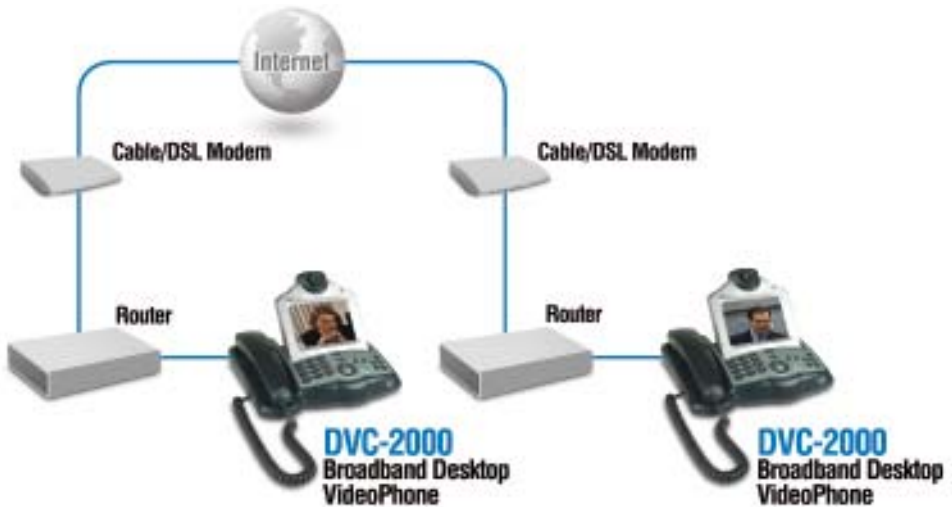 Internet
Cable/DSL Modem
Cable/DSL Modem
Router
Router
DVC-2000
Broadband Desktop
VideoPhone
DVC-2000
Broadband Desktop
VideoPhone